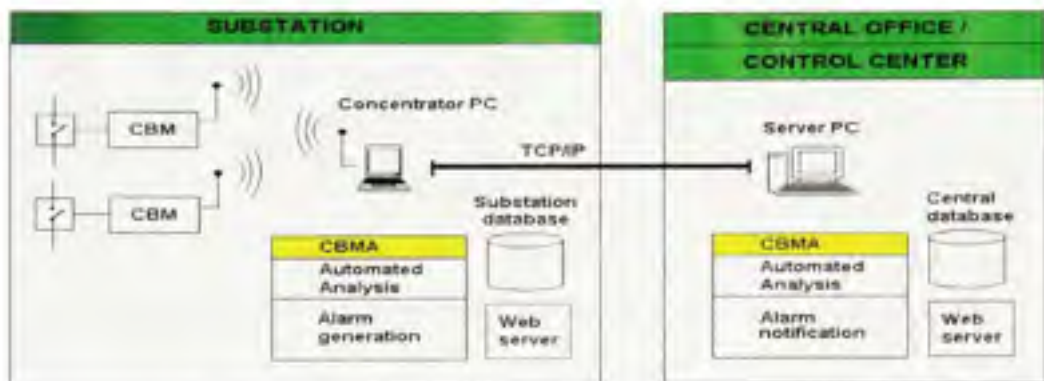 SUBSTATION
CBM
CBM
Concentrator PC
Substation
database
CBMA
Automated
Analysis
Alarm
generation
Web
server
TCP/IP
CENTRAL OFFICE /
CONTROL CENTER
Server PC
Central
database
CBMA
Automated
Analysis
Alarm
notification
Web
server